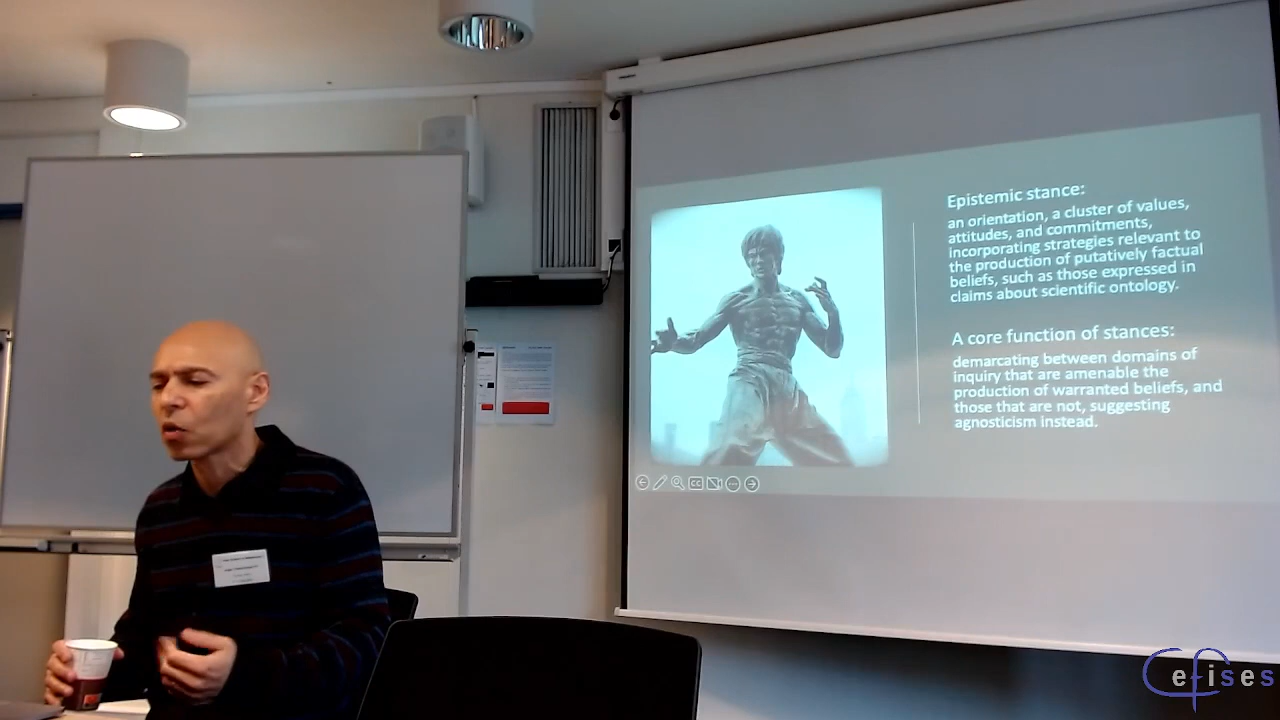 Epistemic stance:
an orientation, a cluster of values,
attitudes, and commitments,
incorporating strategies relevant to
the production of putatively factual
beliefs, such as those expressed in
claims about scientific ontology.
A core function of stances:
demarcating between domains of
inquiry that are amenable the
production of warranted beliefs, and
those that are not, suggesting
agnosticism instead.
CC
Cefises